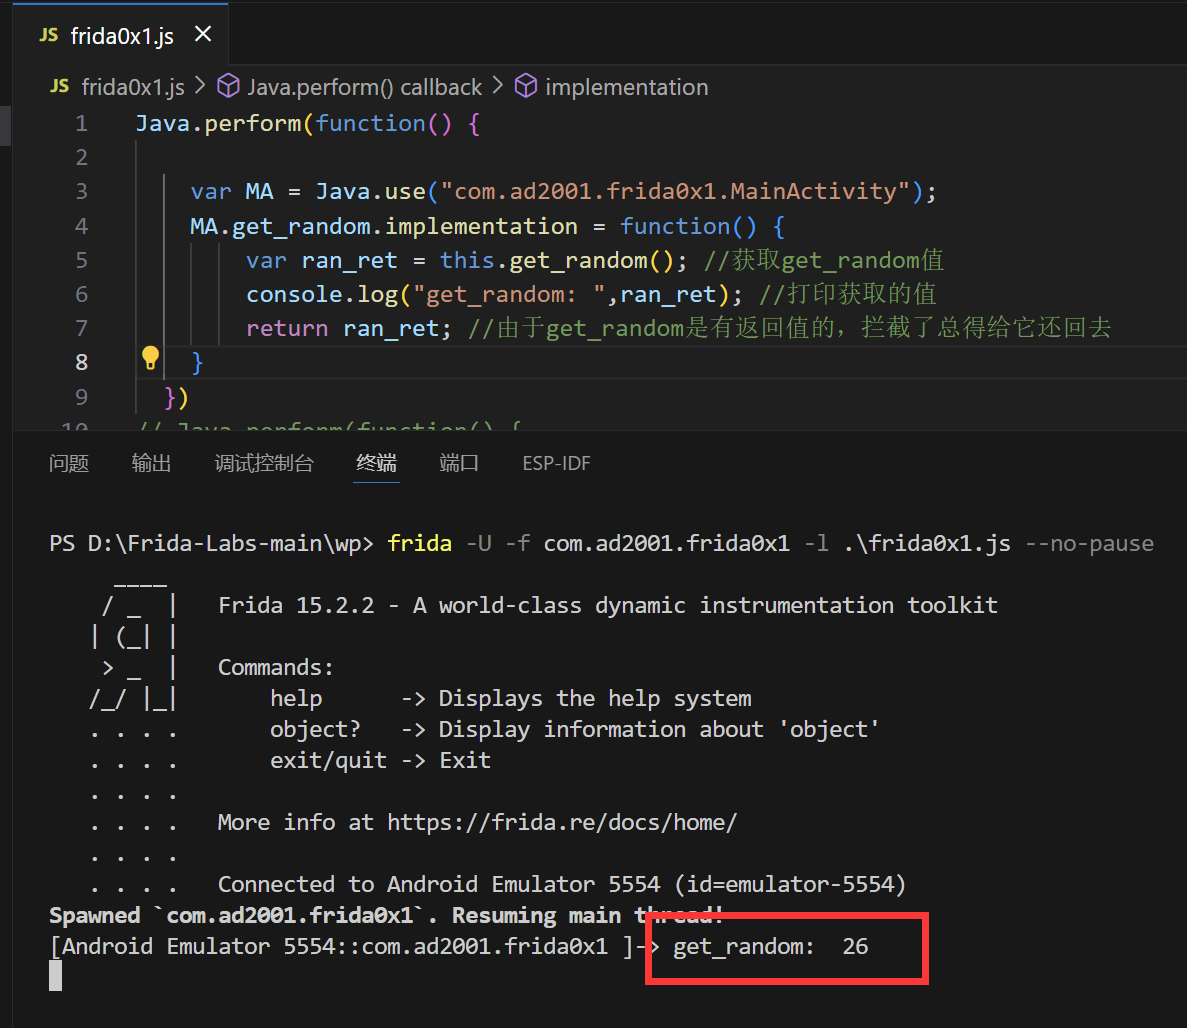 JS frida0x1.js ×
JS frida0x1.js > Java.perform() callback > implementation
1 Java.perform(function() {
2
3 var MA = Java.use("com.ad2001.frida0x1.MainActivity");
4 MA.get_random.implementation = function() {
5 var ran_ret = this.get_random(); //获取get_random值
6 console.log("get_random: ",ran_ret); //打印获取的值
7 return ran_ret; //由于get_random是有返回值的，拦截了总得给它还回去
8 }
9 })
10 // Java.perform(function() {
问题 输出 调试控制台 终端 端口 ESP-IDF
PS D:\Frida-Labs-main\wp> frida -U -f com.ad2001.frida0x1 -l .\frida0x1.js --no-pause
     ____
    / _  |   Frida 15.2.2 - A world-class dynamic instrumentation toolkit
   | (_| |
    > _  |   Commands:
   /_/ |_|       help      -> Displays the help system
   . . . .       object?   -> Display information about 'object'
   . . . .       exit/quit -> Exit
   . . . .
   . . . .   More info at https://frida.re/docs/home/
   . . . .
   . . . .   Connected to Android Emulator 5554 (id=emulator-5554)
Spawned `com.ad2001.frida0x1`. Resuming main thread!
[Android Emulator 5554::com.ad2001.frida0x1 ]-> get_random:  26